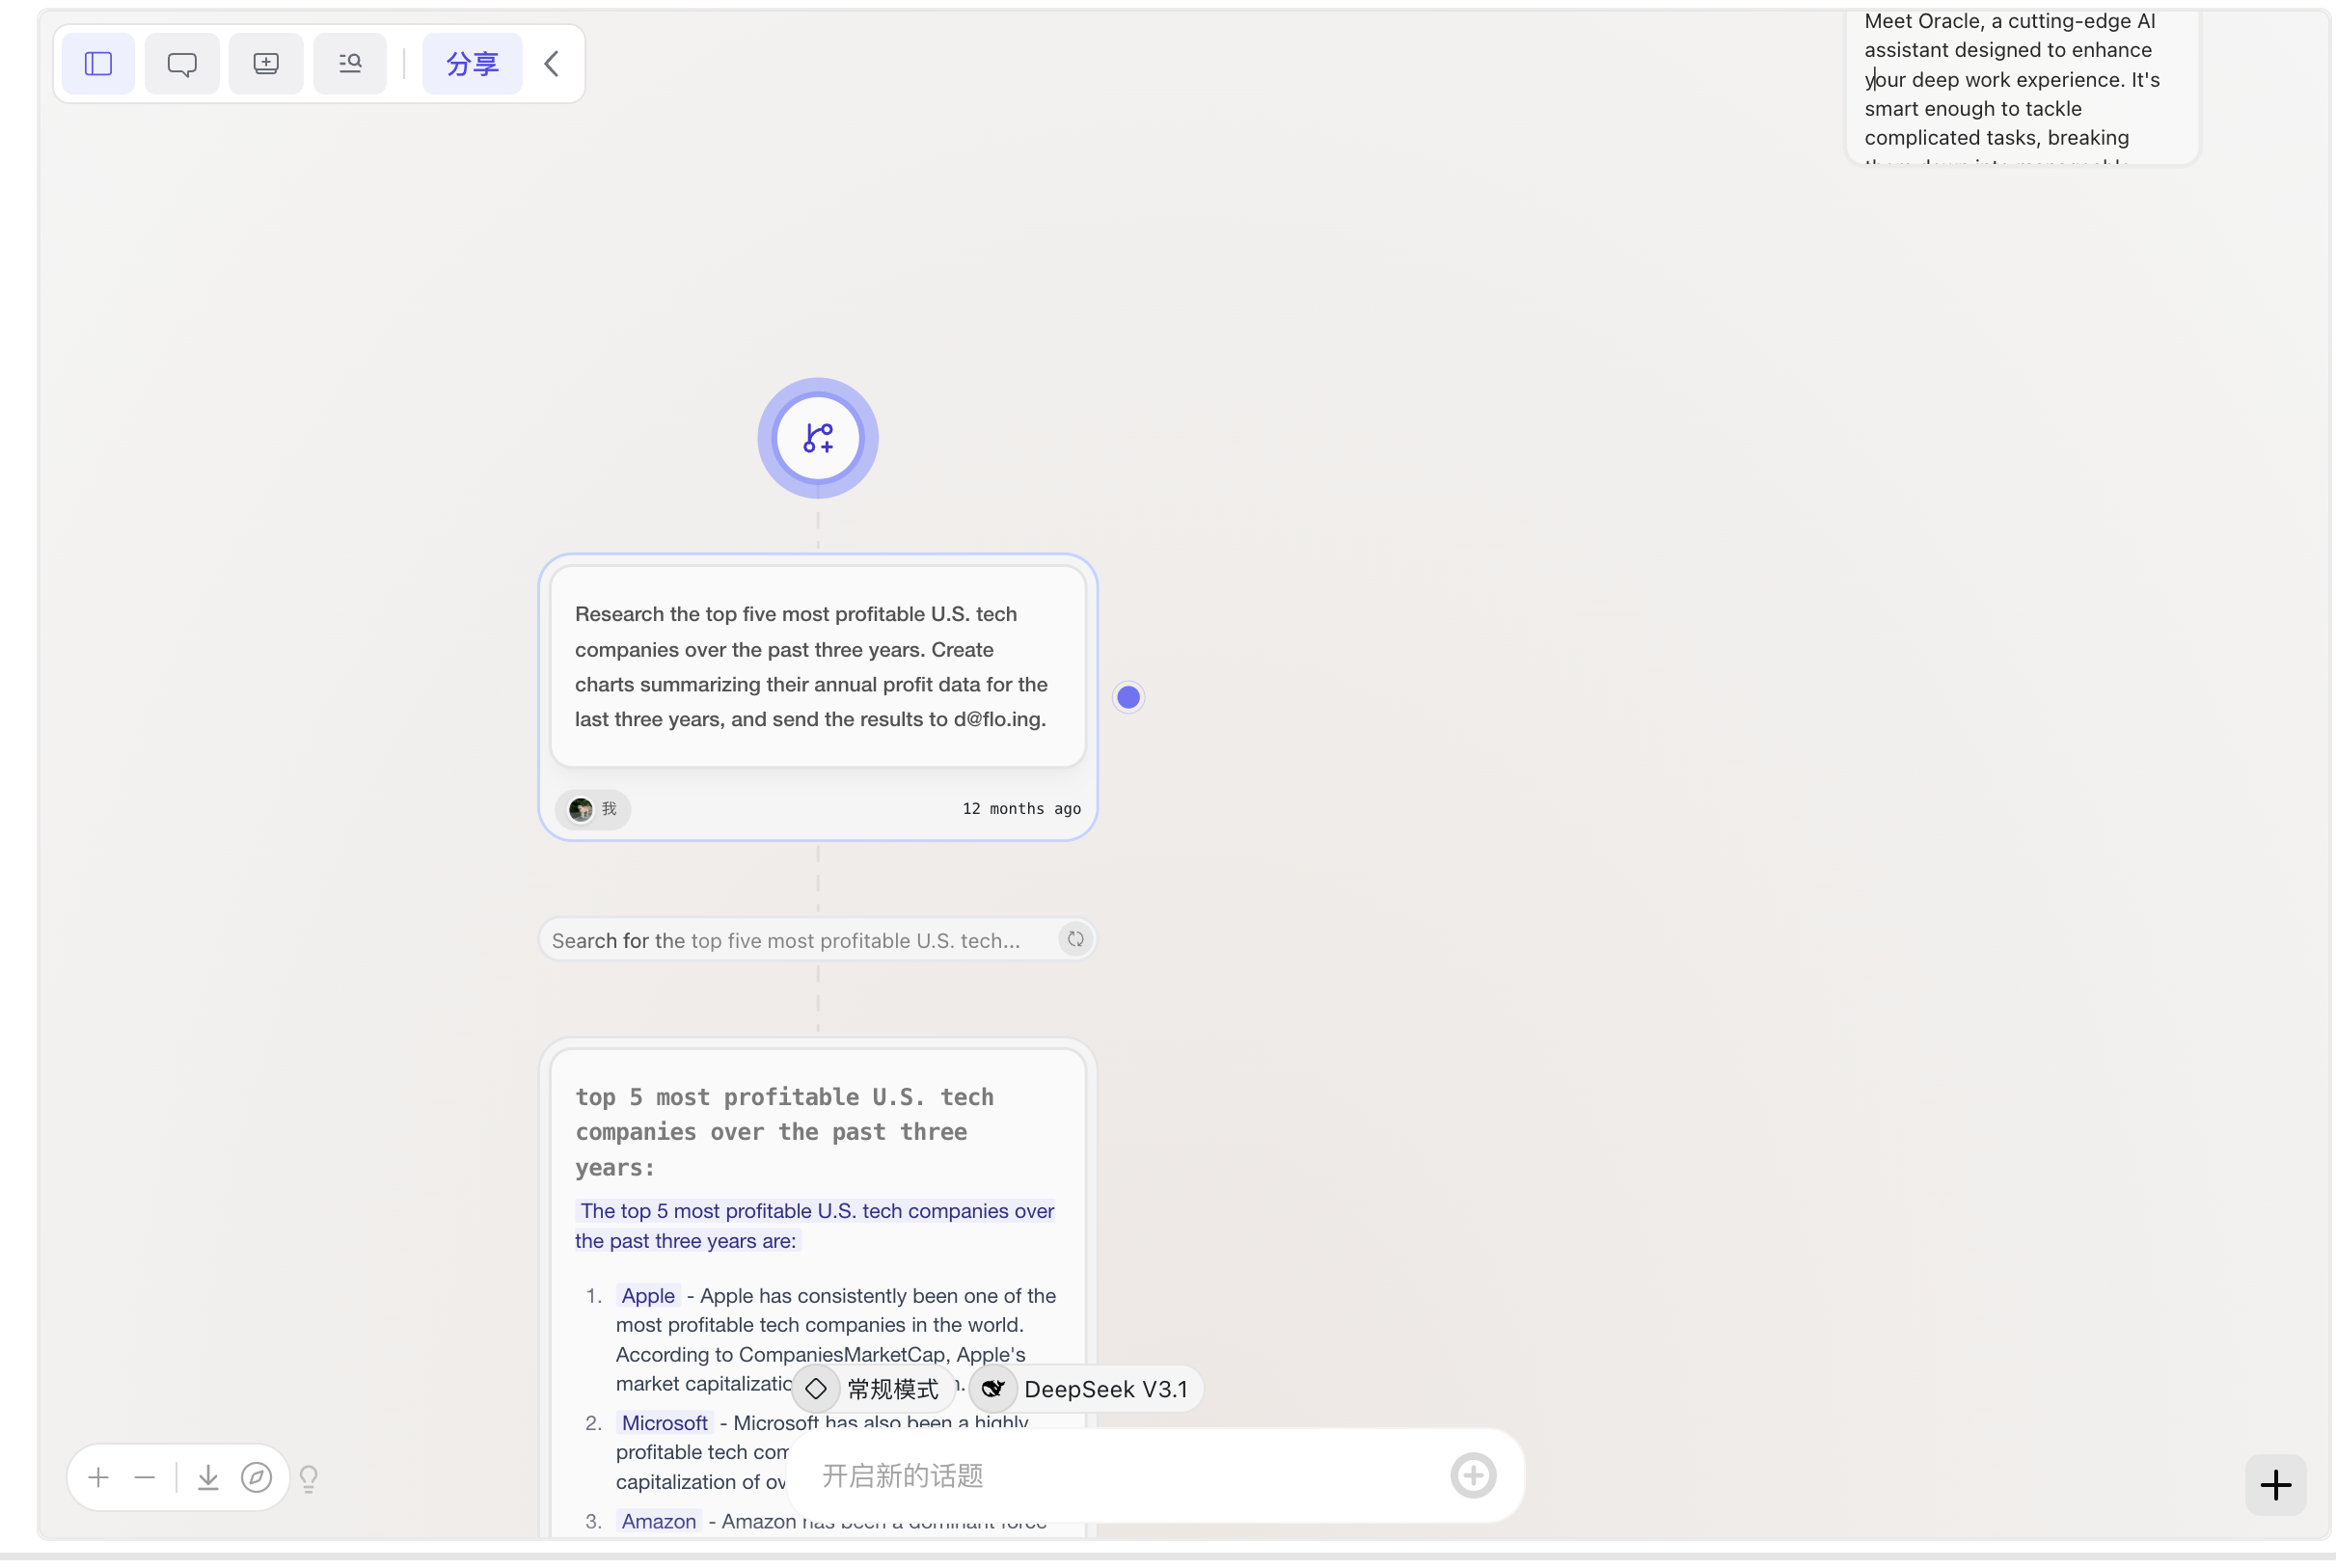 分享
Meet Oracle, a cutting-edge AI
assistant designed to enhance
your deep work experience. It's
smart enough to tackle
complicated tasks, breaking
them down into manageable
Research the top five most profitable U.S. tech
companies over the past three years. Create
charts summarizing their annual profit data for the
last three years, and send the results to d@flo.ing.
我
12 months ago
Search for the top five most profitable U.S. tech...
top 5 most profitable U.S. tech
companies over the past three
years:
The top 5 most profitable U.S. tech companies over
the past three years are:
1. Apple - Apple has consistently been one of the
most profitable tech companies in the world.
According to CompaniesMarketCap, Apple's
market
常规模式
DeepSeek V3.1
2. Microsoft - Microsoft has also been a highly
profitable tech
capitalization of
开启新的话题
3. Amazon - Amazon has been a dominant force